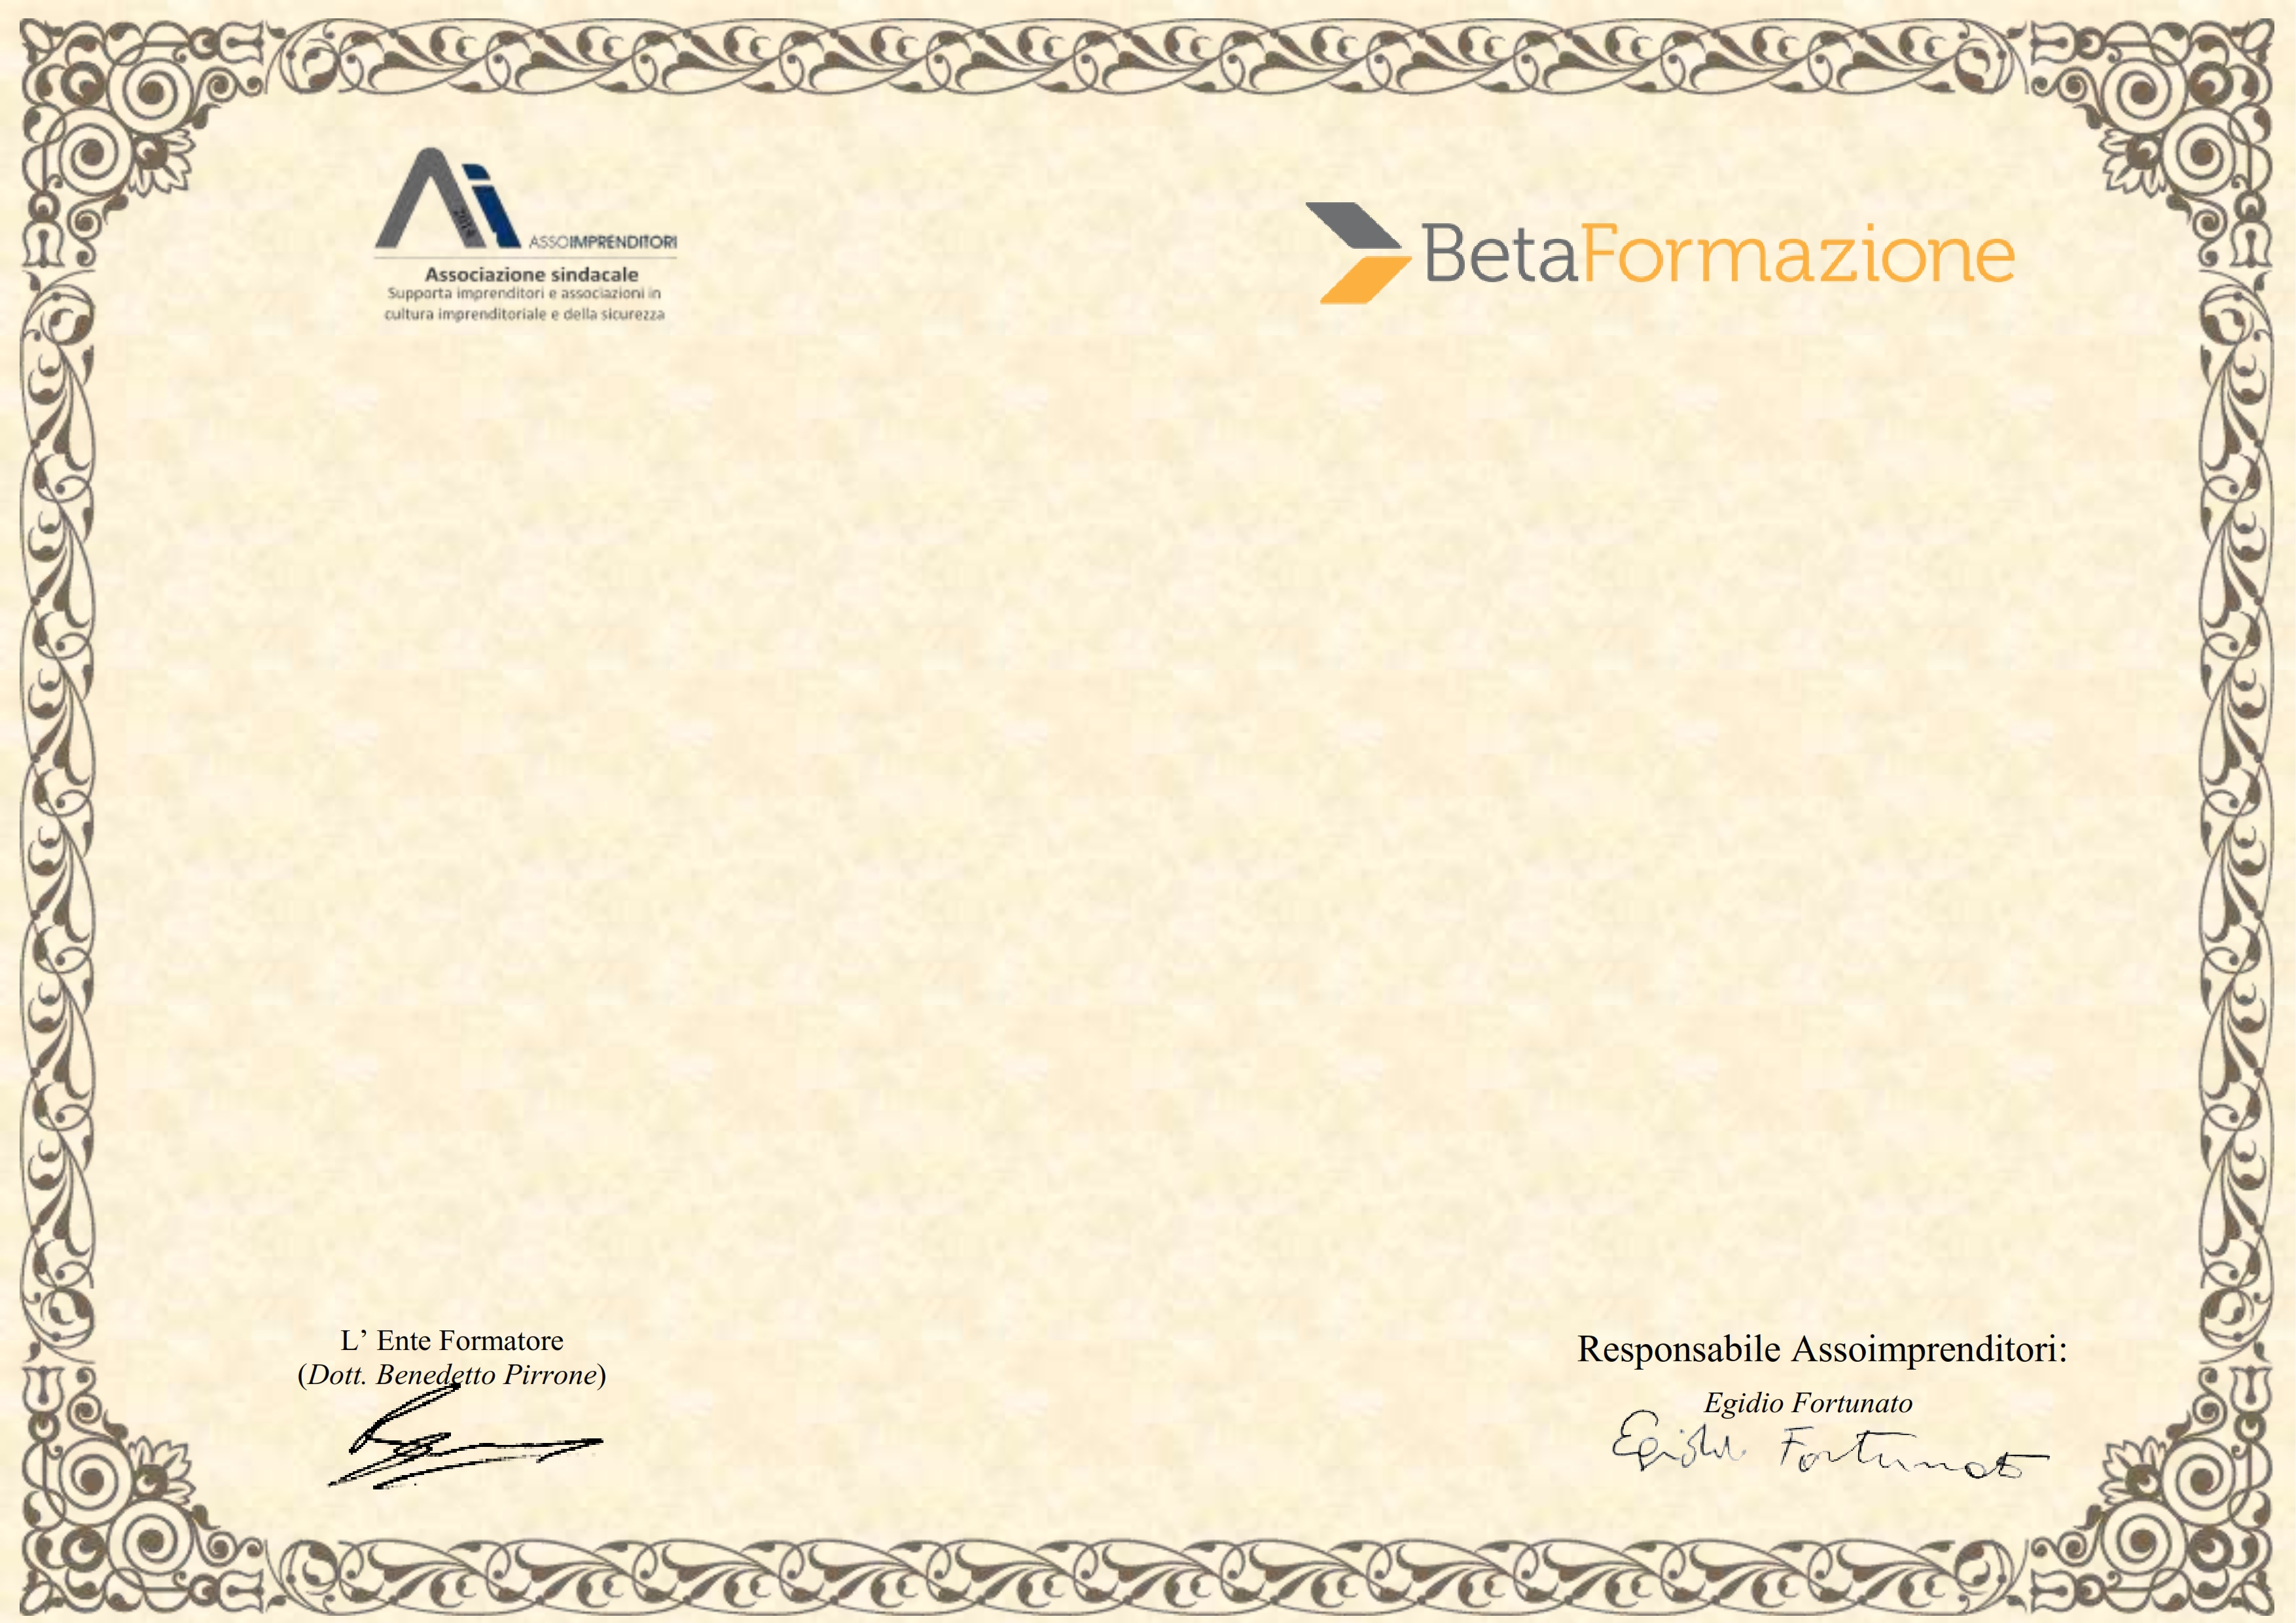 2014
ASSOIMPRENDITORI
Associazione sindacale
Supporta imprenditori e associazioni in
cultura imprenditoriale e della sicurezza
BetaFormazione
L’ Ente Formatore
(Dott. Benedetto Pirrone)
Responsabile Assoimprenditori:
Egidio Fortunato
Egidio Fortunato